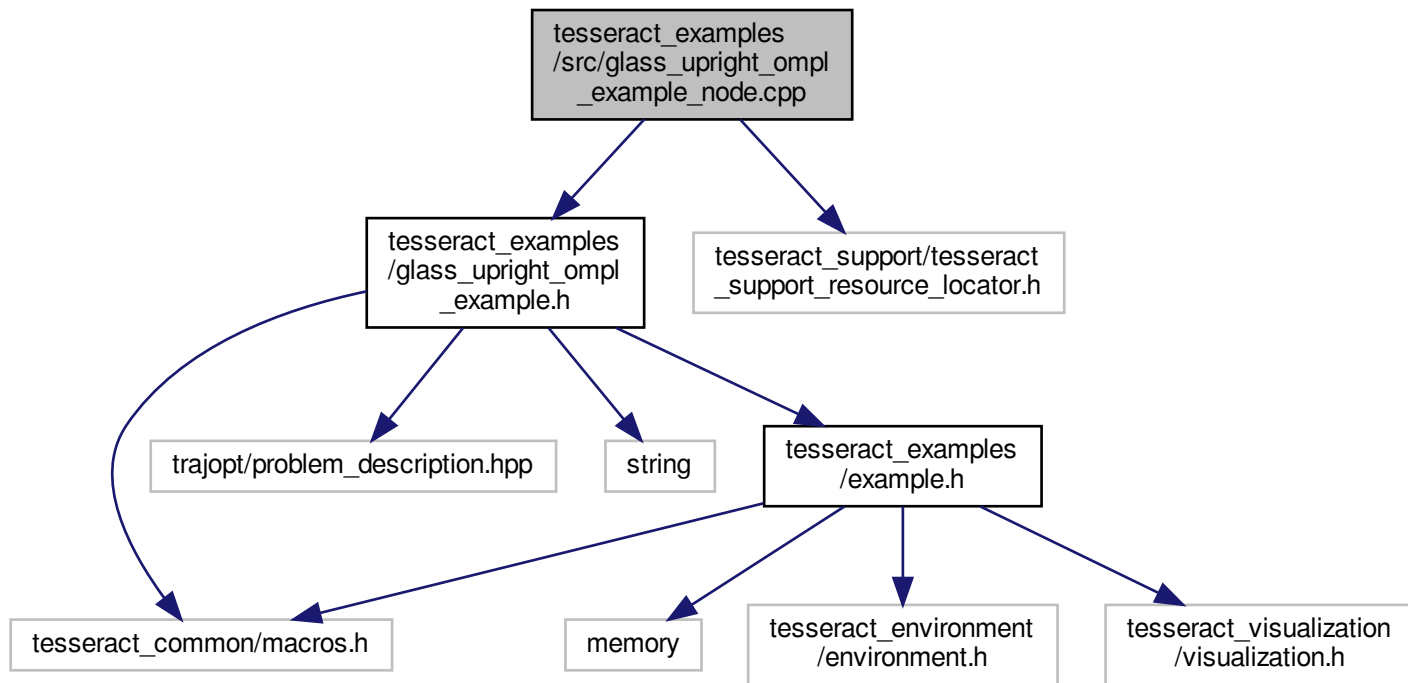 tesseract_examples
/src/glass_upright_ompl
_example_node.cpp
tesseract_examples
/glass_upright_ompl
_example.h
tesseract_support/tesseract
_support_resource_locator.h
trajopt/problem_description.hpp
string
tesseract_examples
/example.h
tesseract_common/macros.h
memory
tesseract_environment
/environment.h
tesseract_visualization
/visualization.h